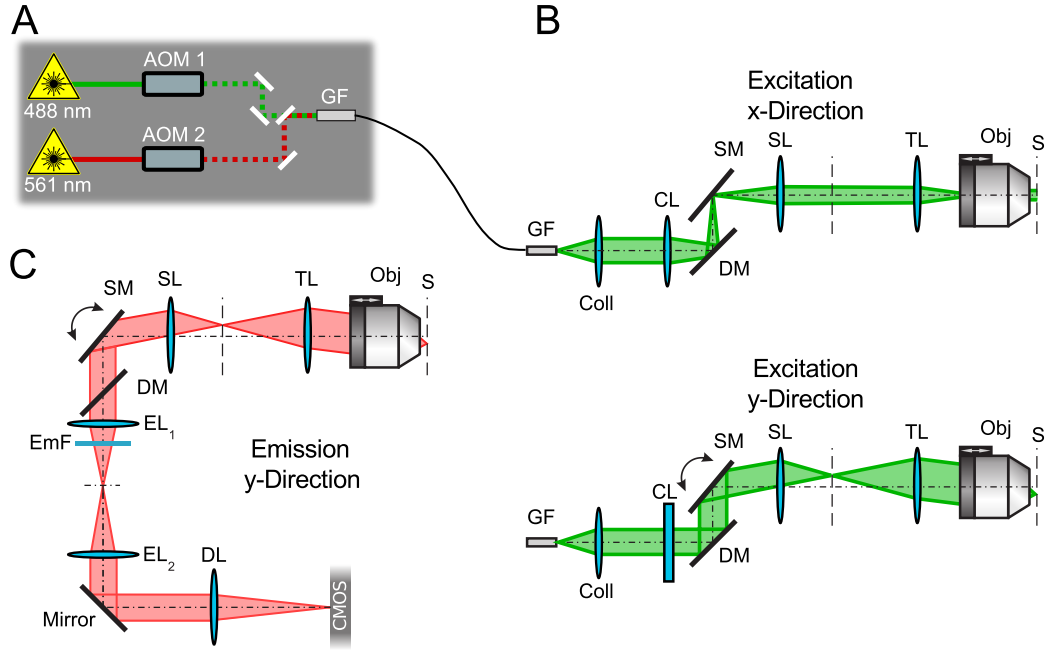 A
AOM 1
488 nm
GF
AOM 2
561 nm
B
Excitation
x-Direction
SM
SL
TL
Obj
S
CL
GF
DM
Coll
C
SM
SL
TL
Obj
S
DM
EL1
EmF
Emission
y-Direction
EL2
DL
Mirror
CMOS
Excitation
y-Direction
SM
SL
TL
Obj
S
CL
GF
DM
Coll